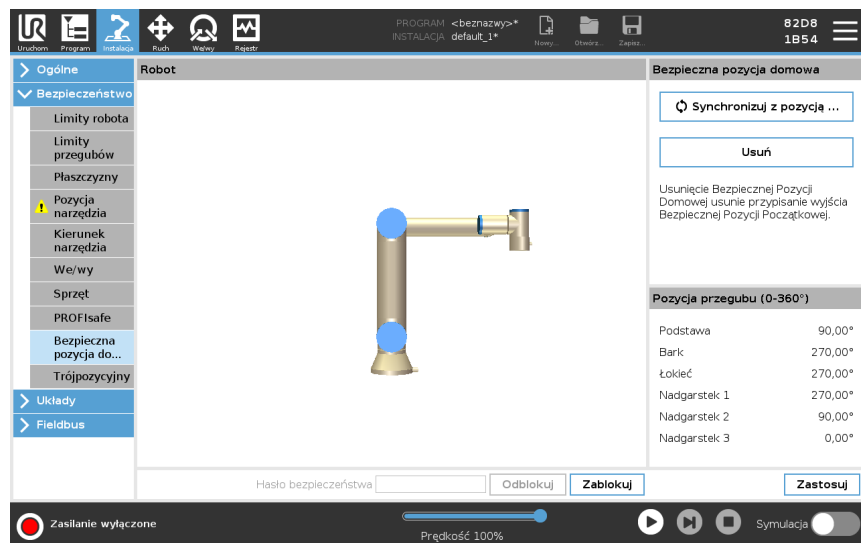 Uruchom
Program
Instalacja
Ruch
We/wy
Rejestr
PROGRAM <beznazwy>*
INSTALACJA default_1*
Nowy...
Otwórz...
Zapisz...
82D8
1B54
Ogólne
Bezpieczeństwo
Limity robota
Limity
przegubów
Płaszczyzny
Pozycja
narzędzia
Kierunek
narzędzia
We/wy
Sprzęt
PROFIsafe
Bezpieczna
pozycja do...
Trójpozycyjny
Układy
Fieldbus
Robot
Bezpieczna pozycja domowa
Synchronizuj z pozycją ...
Usuń
Usunięcie Bezpiecznej Pozycji
Domowej usunie przypisanie wyjścia
Bezpiecznej Pozycji Początkowej.
Pozycja przegubu (0-360°)
Podstawa 90,00°
Bark 270,00°
Łokieć 270,00°
Nadgarstek 1 270,00°
Nadgarstek 2 90,00°
Nadgarstek 3 0,00°
Hasło bezpieczeństwa
Odblokuj
Zablokuj
Zastosuj
Zasilanie wyłączone
Prędkość 100%
Symulacja